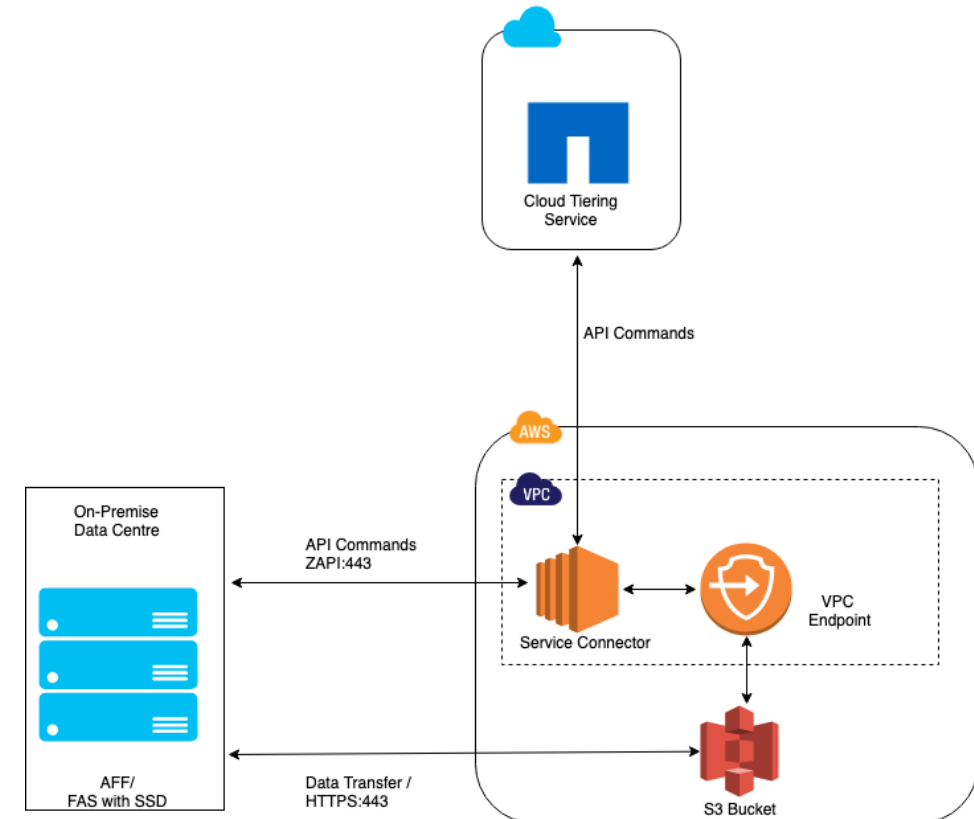 Cloud Tiering
Service
API Commands
AWS
VPC
On-Premise
Data Centre
API Commands
ZAPI:443
Service Connector
VPC
Endpoint
AFF/
FAS with SSD
Data Transfer /
HTTPS:443
S3 Bucket